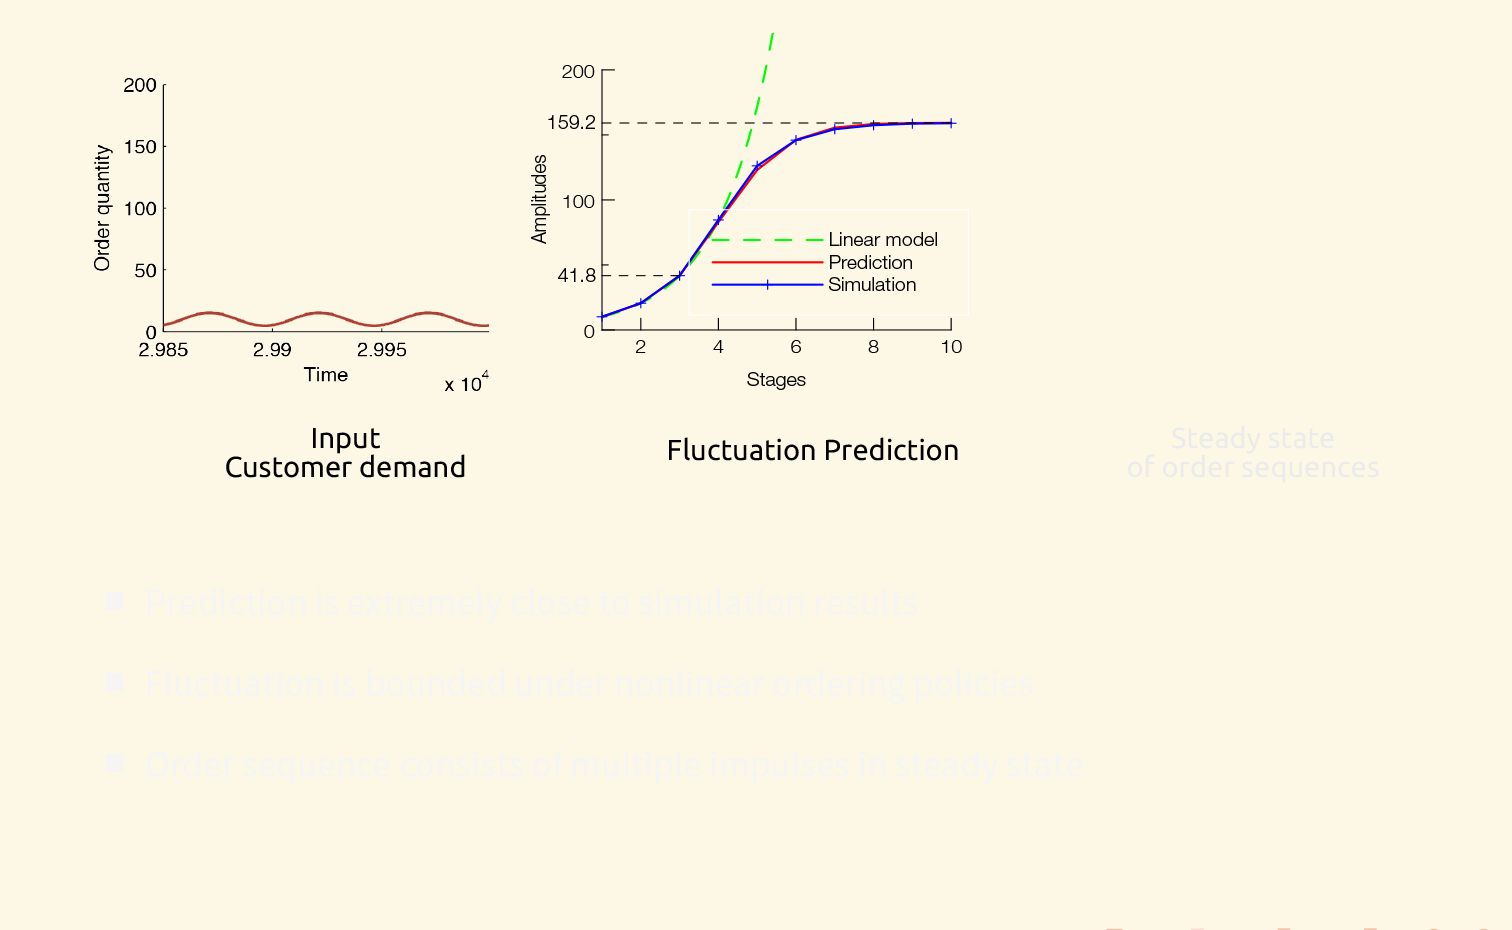 200
150
100
50
0
Order quantity
2.985
2.99
2.995
Time
x 10^4
200
159.2
100
41.8
0
Amplitudes
Linear model
Prediction
Simulation
2
4
6
8
10
Stages
Input
Customer demand
Fluctuation Prediction
Steady state
of order sequences
Prediction is extremely close to simulation results
Fluctuation is bounded under nonlinear ordering policies
Order sequence consists of multiple impulses in steady state